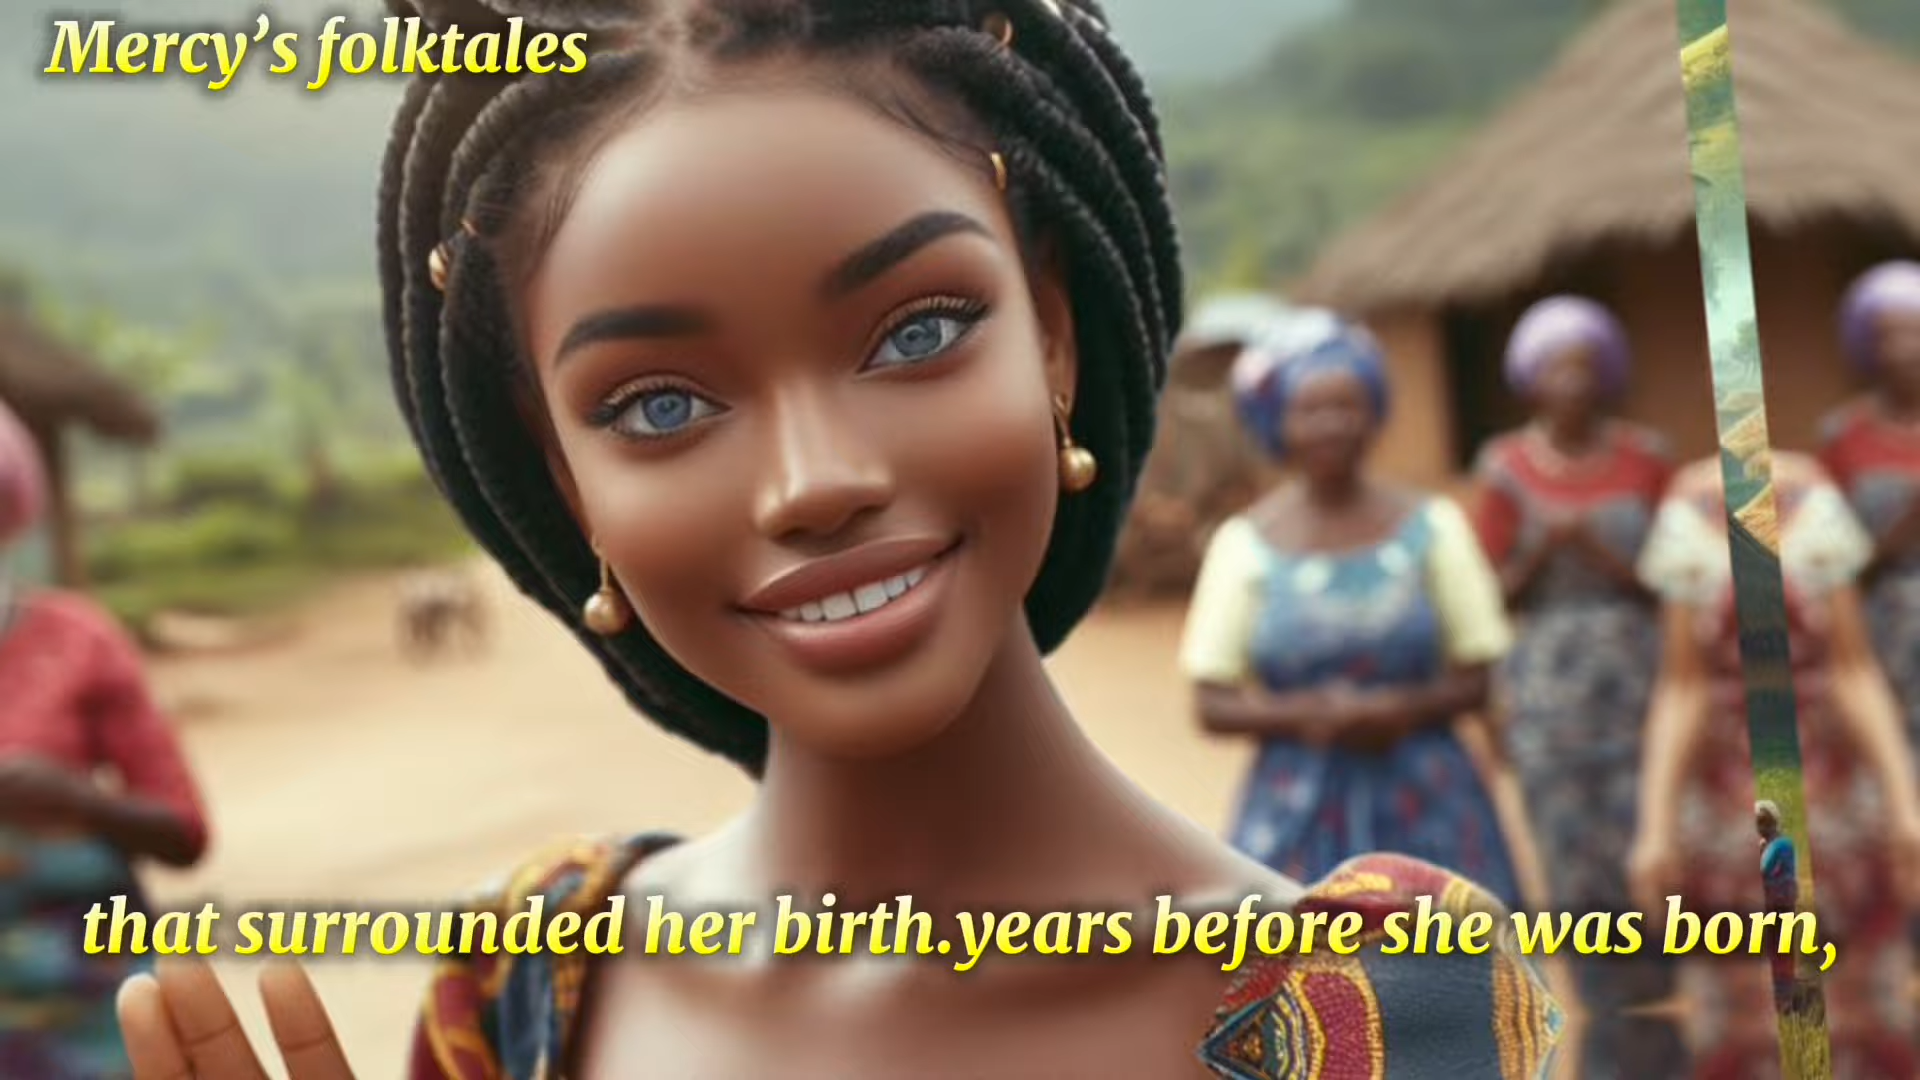 Mercy’s folktales
that surrounded her birth.years before she was born,